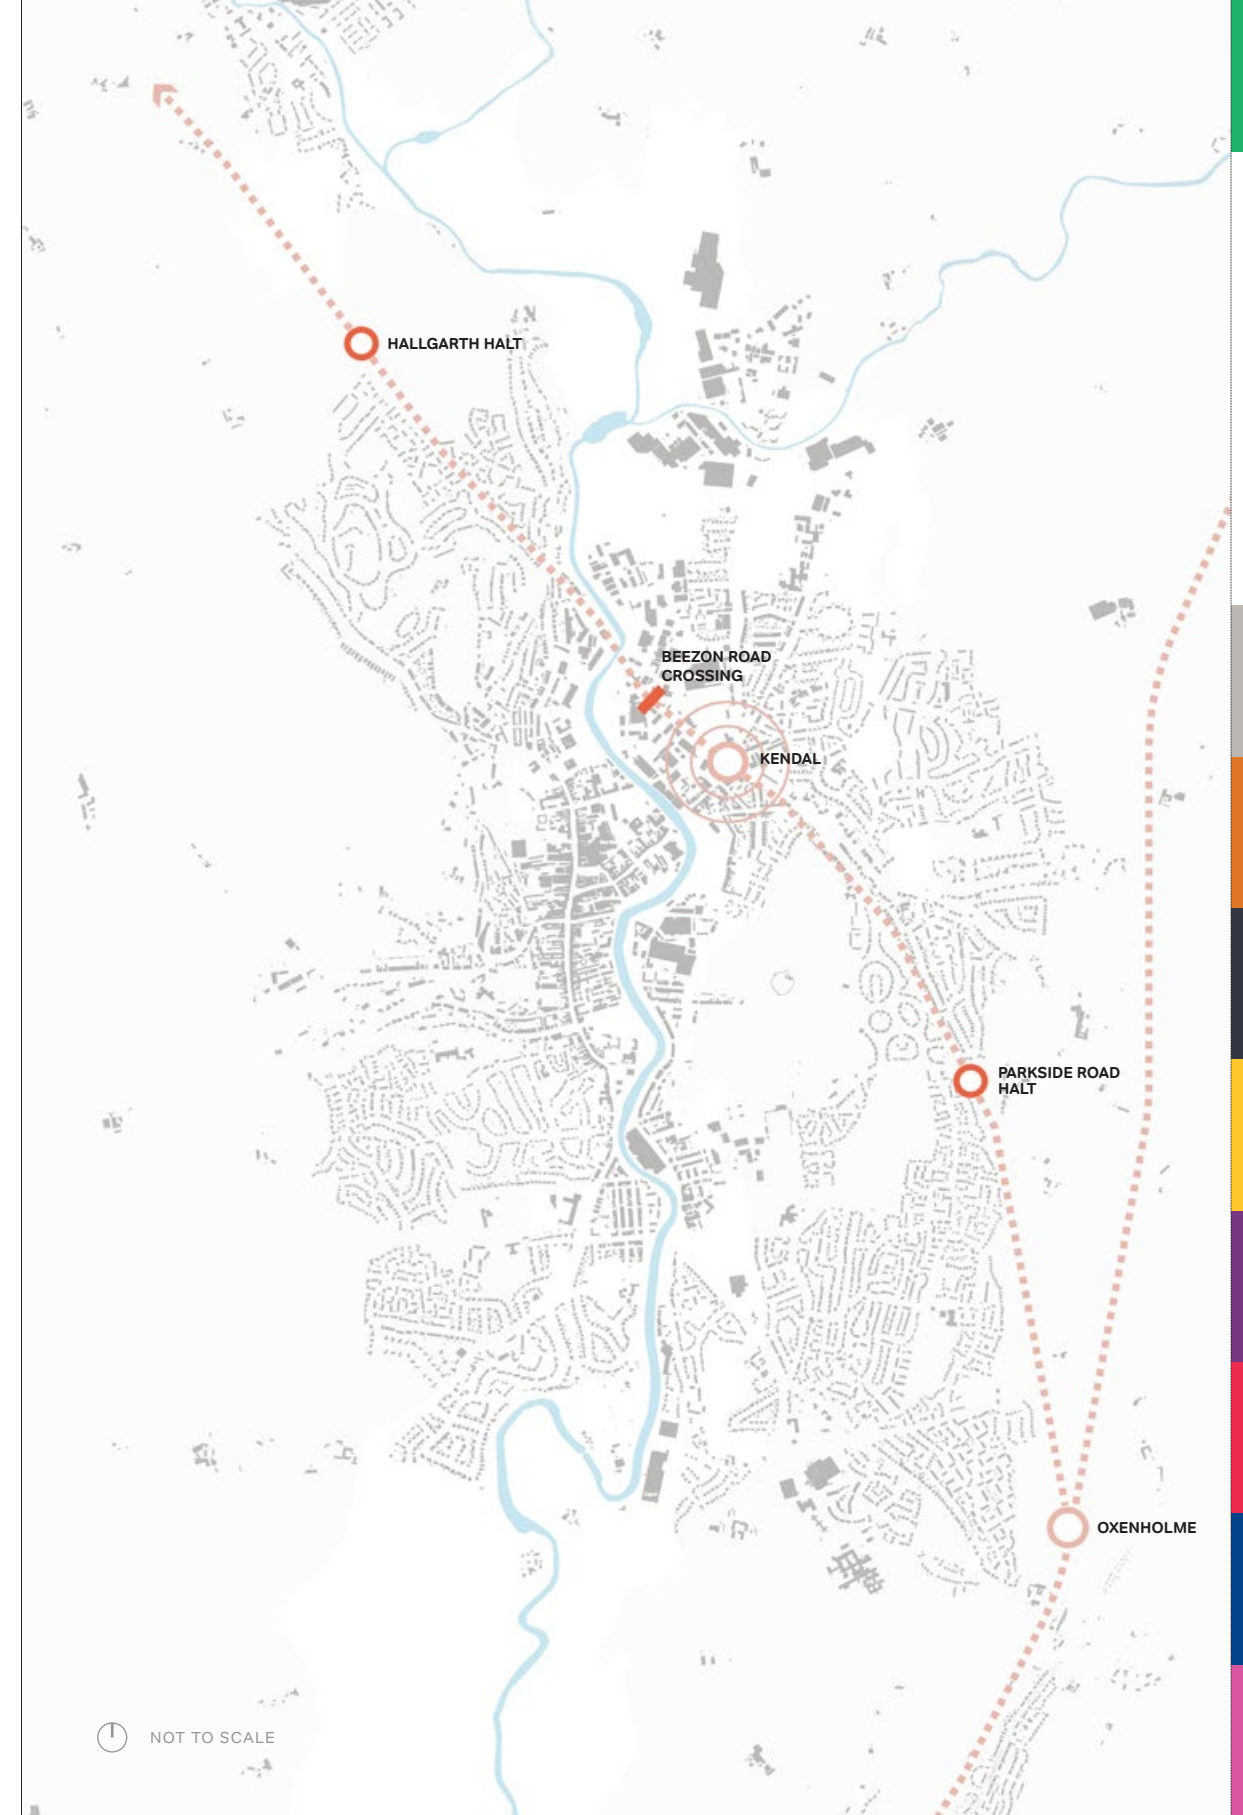 HALLGARTH HALT
BEEZON ROAD
CROSSING
KENDAL
PARKSIDE ROAD
HALT
OXENHOLME
NOT TO SCALE